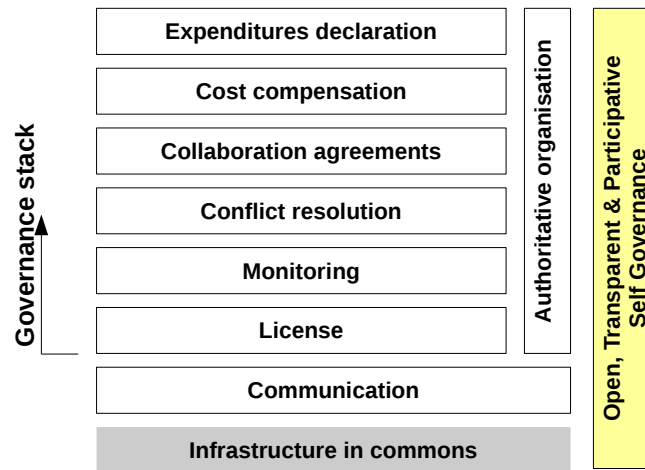 Expenditures declaration
Cost compensation
Collaboration agreements
Conflict resolution
Monitoring
License
Communication
Infrastructure in commons
Governance stack
Authoritative organisation
Open, Transparent & Participative
Self Governance